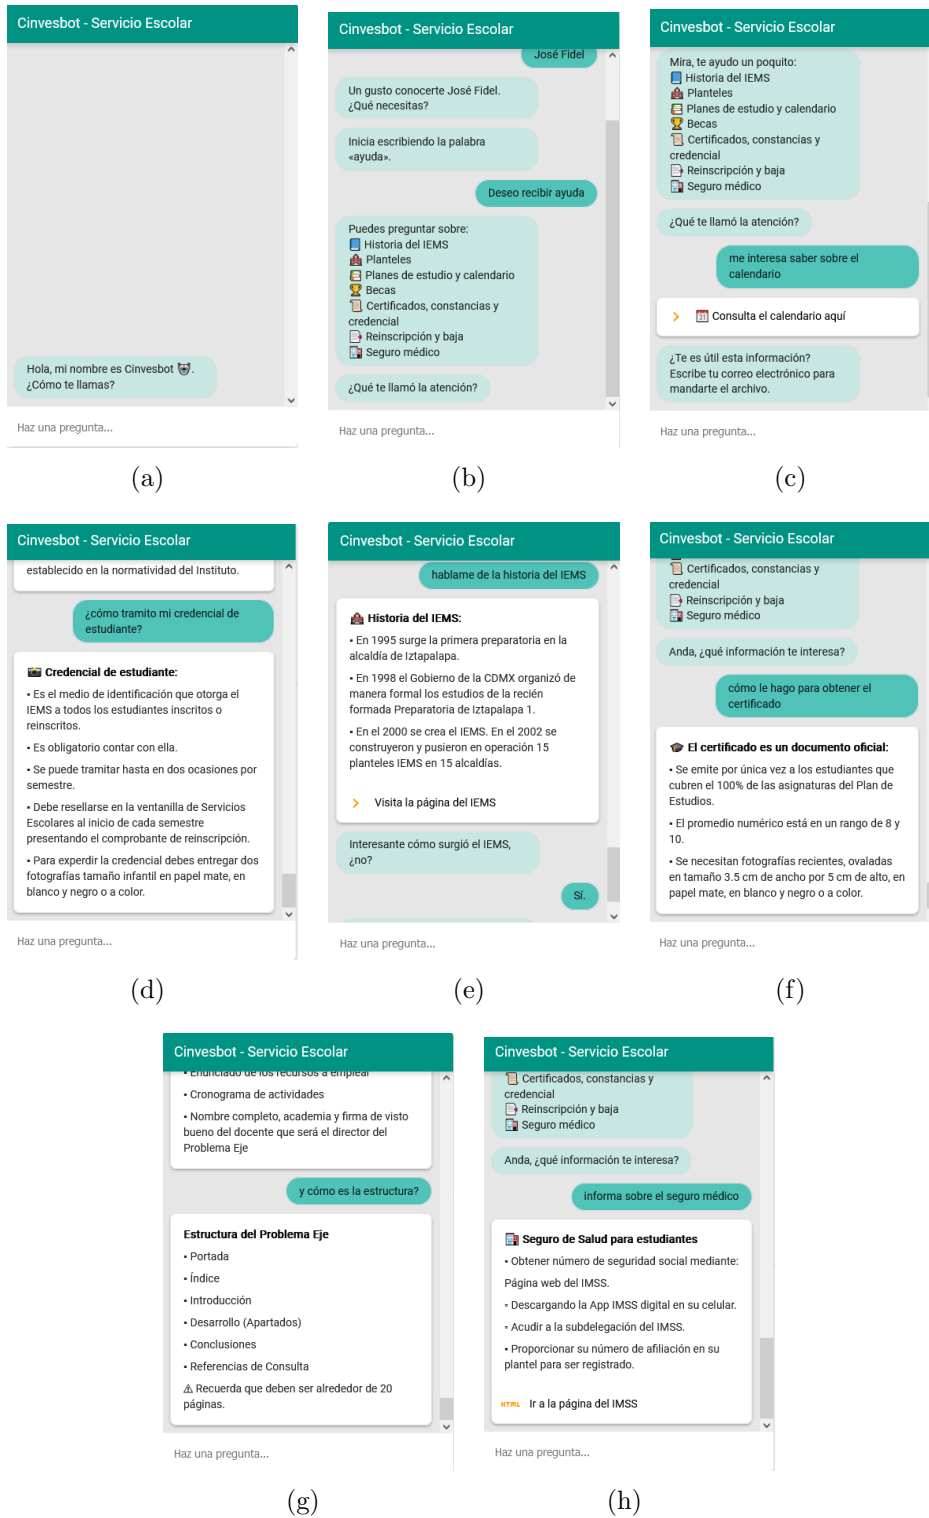 Cinvesbot - Servicio Escolar
Hola, mi nombre es Cinvesbot 🐺.
¿Cómo te llamas?
Haz una pregunta...
(a)
Cinvesbot - Servicio Escolar
José Fidel
Un gusto conocerte José Fidel.
¿Qué necesitas?
Inicia escribiendo la palabra
«ayuda».
Deseo recibir ayuda
Puedes preguntar sobre:
📘 Historia del IEMS
🏫 Planteles
📒 Planes de estudio y calendario
🏆 Becas
📜 Certificados, constancias y
credencial
📝 Reinscripción y baja
🏥 Seguro médico
¿Qué te llamó la atención?
Haz una pregunta...
(b)
Cinvesbot - Servicio Escolar
Mira, te ayudo un poquito:
📘 Historia del IEMS
🏫 Planteles
📒 Planes de estudio y calendario
🏆 Becas
📜 Certificados, constancias y
credencial
📝 Reinscripción y baja
🏥 Seguro médico
¿Qué te llamó la atención?
me interesa saber sobre el
calendario
📅 Consulta el calendario aquí
¿Te es útil esta información?
Escribe tu correo electrónico para
mandarte el archivo.
Haz una pregunta...
(c)
Cinvesbot - Servicio Escolar
establecido en la normatividad del Instituto.
¿cómo tramito mi credencial de
estudiante?
📸 Credencial de estudiante:
▪ Es el medio de identificación que otorga el
IEMS a todos los estudiantes inscritos o
reinscritos.
▪ Es obligatorio contar con ella.
▪ Se puede tramitar hasta en dos ocasiones por
semestre.
▪ Debe resellarse en la ventanilla de Servicios
Escolares al inicio de cada semestre
presentando el comprobante de reinscripción.
▪ Para experdir la credencial debes entregar dos
fotografías tamaño infantil en papel mate, en
blanco y negro o a color.
Haz una pregunta...
(d)
Cinvesbot - Servicio Escolar
hablame de la historia del IEMS
🏫 Historia del IEMS:
▪ En 1995 surge la primera preparatoria en la
alcaldía de Iztapalapa.
▪ En 1998 el Gobierno de la CDMX organizó de
manera formal los estudios de la recién
formada Preparatoria de Iztapalapa 1.
▪ En el 2000 se crea el IEMS. En el 2002 se
construyeron y pusieron en operación 15
planteles IEMS en 15 alcaldías.
Visita la página del IEMS
Interesante cómo surgió el IEMS,
¿no?
Sí.
Haz una pregunta...
(e)
Cinvesbot - Servicio Escolar
📜 Certificados, constancias y
credencial
📝 Reinscripción y baja
🏥 Seguro médico
Anda, ¿qué información te interesa?
cómo le hago para obtener el
certificado
🎓 El certificado es un documento oficial:
▪ Se emite por única vez a los estudiantes que
cubren el 100% de las asignaturas del Plan de
Estudios.
▪ El promedio numérico está en un rango de 8 y
10.
▪ Se necesitan fotografías recientes, ovaladas
en tamaño 3.5 cm de ancho por 5 cm de alto, en
papel mate, en blanco y negro o a color.
Haz una pregunta...
(f)
Cinvesbot - Servicio Escolar
▪ Enunciado de los recursos a emplear
▪ Cronograma de actividades
▪ Nombre completo, academia y firma de visto
bueno del docente que será el director del
Problema Eje
y cómo es la estructura?
Estructura del Problema Eje
▪ Portada
▪ Índice
▪ Introducción
▪ Desarrollo (Apartados)
▪ Conclusiones
▪ Referencias de Consulta
⚠ Recuerda que deben ser alrededor de 20
páginas.
Haz una pregunta...
(g)
Cinvesbot - Servicio Escolar
📜 Certificados, constancias y
credencial
📝 Reinscripción y baja
🏥 Seguro médico
Anda, ¿qué información te interesa?
informa sobre el seguro médico
🏥 Seguro de Salud para estudiantes
▪ Obtener número de seguridad social mediante:
Página web del IMSS.
▫ Descargando la App IMSS digital en su celular.
▫ Acudir a la subdelegación del IMSS.
▪ Proporcionar su número de afiliación en su
plantel para ser registrado.
HTML Ir a la página del IMSS
Haz una pregunta...
(h)